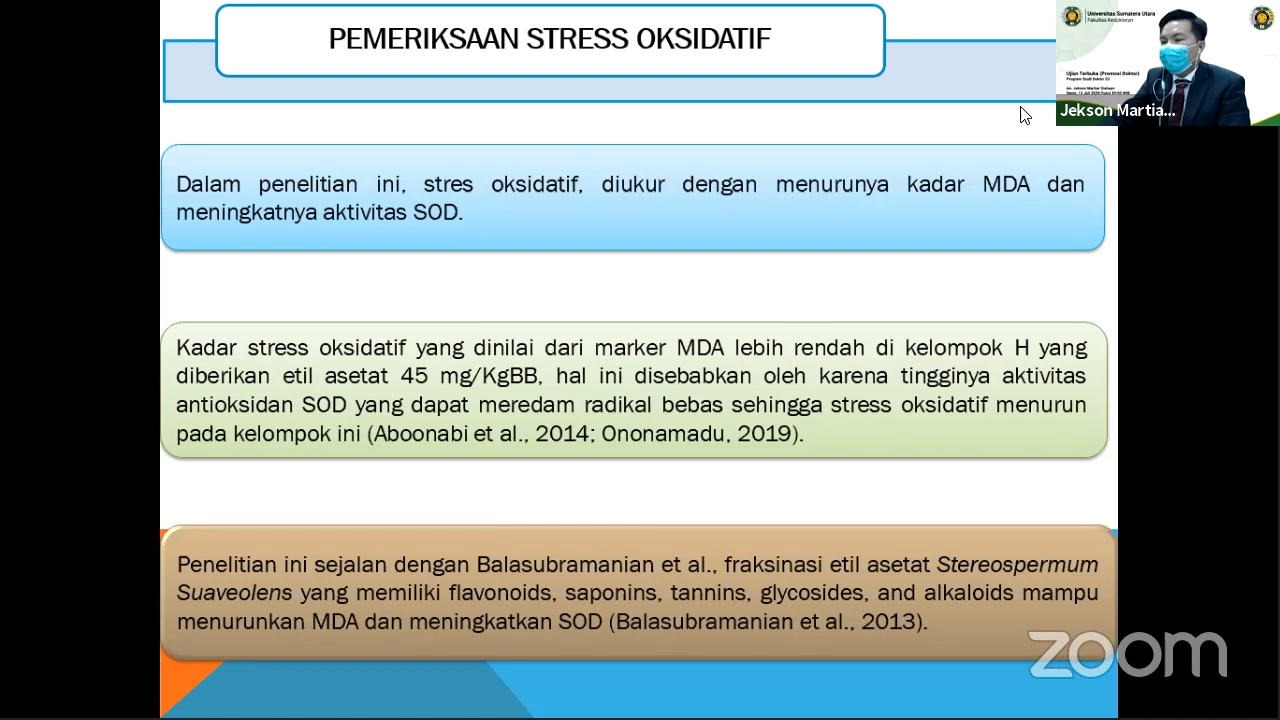 PEMERIKSAAN STRESS OKSIDATIF
Universitas Sumatera Utara
Fakultas Kedokteran
Ujian Terbuka (Promosi Doktor)
Program Studi Doktor S3
Jekson Martia...
Dalam penelitian ini, stres oksidatif, diukur dengan menurunya kadar MDA dan
meningkatnya aktivitas SOD.
Kadar stress oksidatif yang dinilai dari marker MDA lebih rendah di kelompok H yang
diberikan etil asetat 45 mg/KgBB, hal ini disebabkan oleh karena tingginya aktivitas
antioksidan SOD yang dapat meredam radikal bebas sehingga stress oksidatif menurun
pada kelompok ini (Aboonabi et al., 2014; Ononamadu, 2019).
Penelitian ini sejalan dengan Balasubramanian et al., fraksinasi etil asetat Stereospermum
Suaveolens yang memiliki flavonoids, saponins, tannins, glycosides, and alkaloids mampu
menurunkan MDA dan meningkatkan SOD (Balasubramanian et al., 2013).
zoom